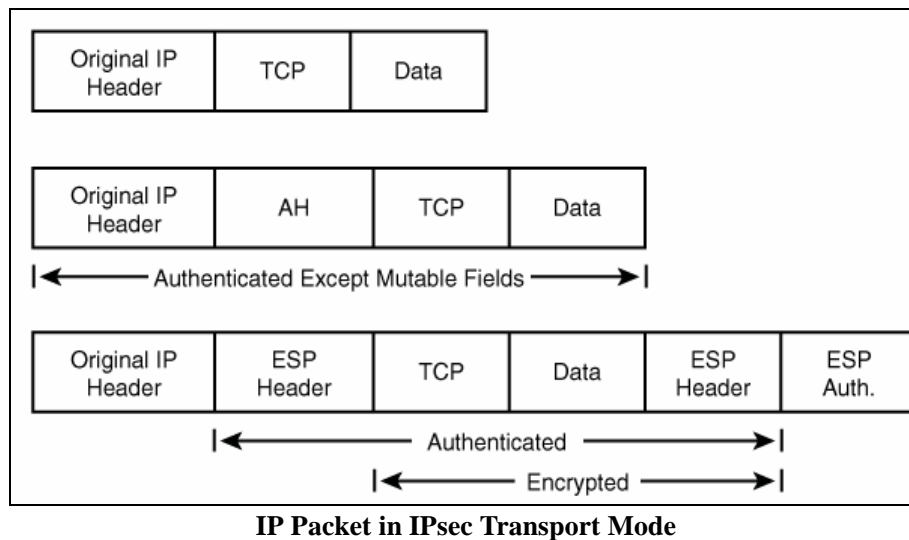 Original IP
Header
TCP
Data
Original IP
Header
AH
TCP
Data
Authenticated Except Mutable Fields
Original IP
Header
ESP
Header
TCP
Data
ESP
Header
ESP
Auth.
Authenticated
Encrypted
IP Packet in IPsec Transport Mode